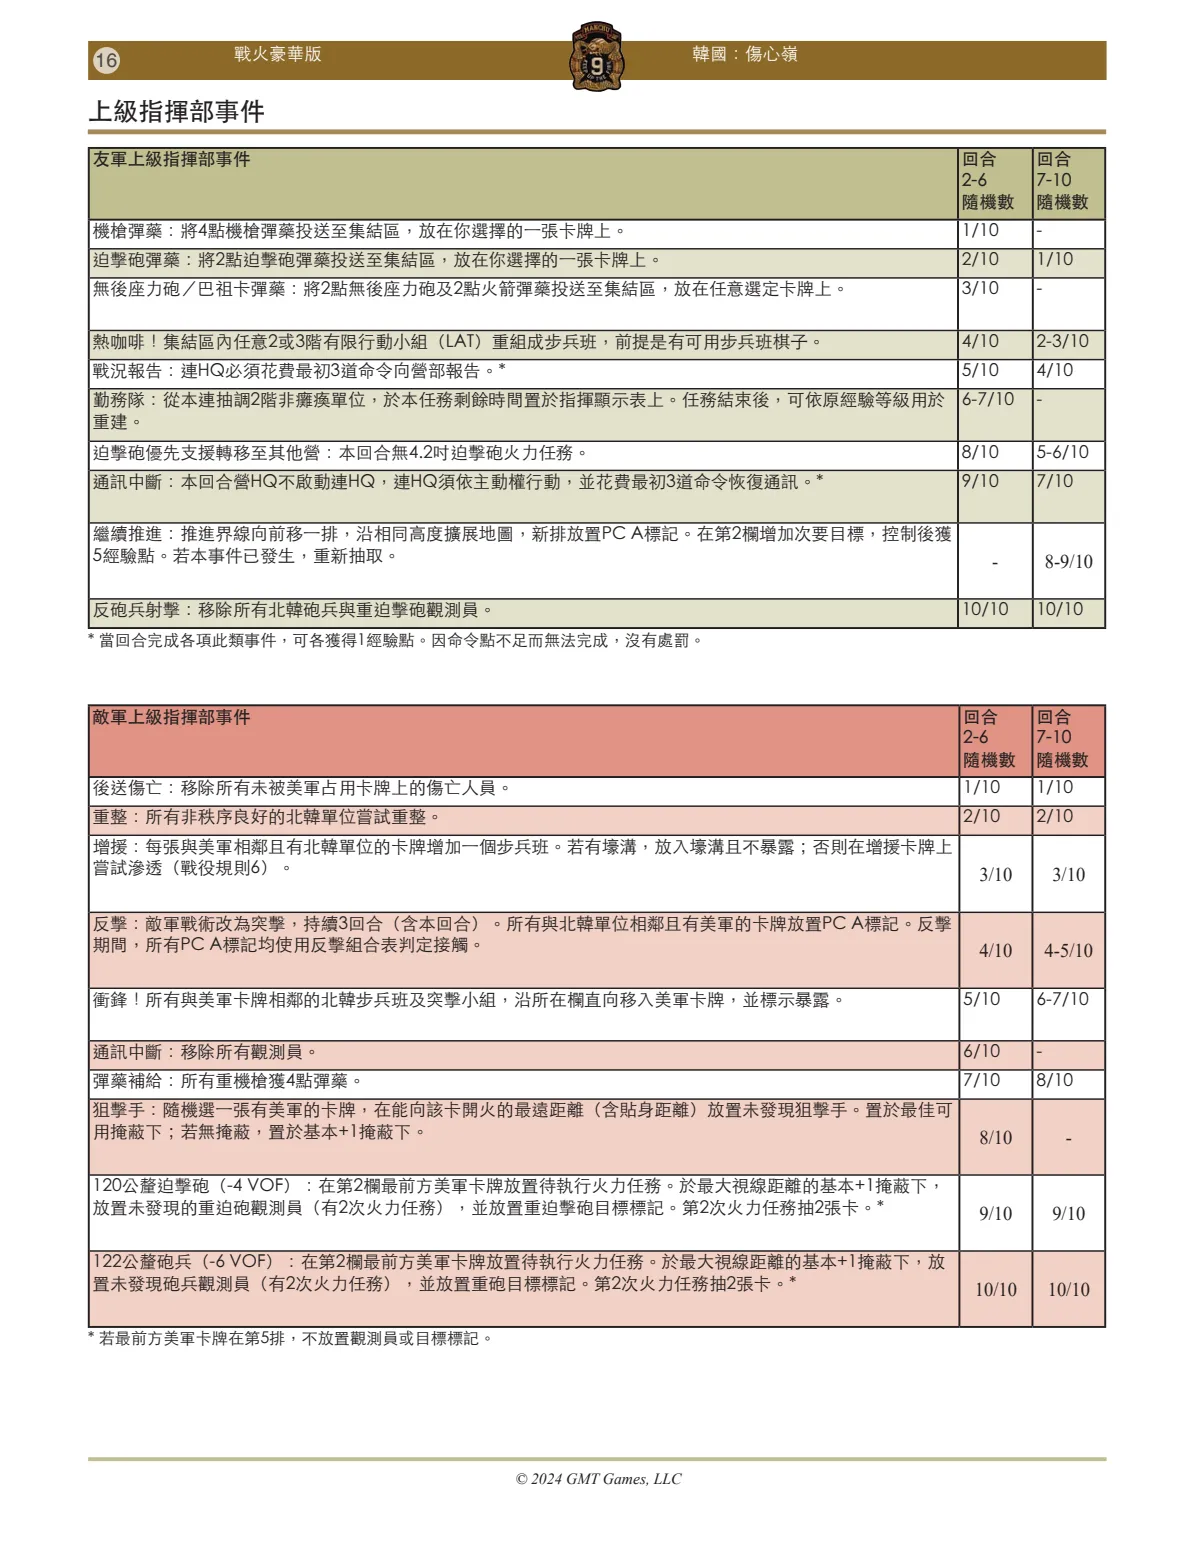 16
戰火豪華版
MANCHU
9
韓國：傷心嶺
上級指揮部事件
友軍上級指揮部事件
回合
2-6
隨機數
回合
7-10
隨機數
機槍彈藥：將4點機槍彈藥投送至集結區，放在你選擇的一張卡牌上。 1/10 -
迫擊砲彈藥：將2點迫擊砲彈藥投送至集結區，放在你選擇的一張卡牌上。 2/10 1/10
無後座力砲／巴祖卡彈藥：將2點無後座力砲及2點火箭彈藥投送至集結區，放在任意選定卡牌上。 3/10 -
熱咖啡！集結區內任意2或3階有限行動小組（LAT）重組成步兵班，前提是有可用步兵班棋子。 4/10 2-3/10
戰況報告：連HQ必須花費最初3道命令向營部報告。* 5/10 4/10
勤務隊：從本連抽調2階非癱瘓單位，於本任務剩餘時間置於指揮顯示表上。任務結束後，可依原經驗等級用於 6-7/10 -
重建。
迫擊砲優先支援轉移至其他營：本回合無4.2吋迫擊砲火力任務。 8/10 5-6/10
通訊中斷：本回合營HQ不啟動連HQ，連HQ須依主動權行動，並花費最初3道命令恢復通訊。* 9/10 7/10
繼續推進：推進界線向前移一排，沿相同高度擴展地圖，新排放置PC A標記。在第2欄增加次要目標，控制後獲
5經驗點。若本事件已發生，重新抽取。 - 8-9/10
反砲兵射擊：移除所有北韓砲兵與重迫擊砲觀測員。 10/10 10/10
* 當回合完成各項此類事件，可各獲得1經驗點。因命令點不足而無法完成，沒有處罰。
敵軍上級指揮部事件
回合
2-6
隨機數
回合
7-10
隨機數
後送傷亡：移除所有未被美軍占用卡牌上的傷亡人員。 1/10 1/10
重整：所有非秩序良好的北韓單位嘗試重整。 2/10 2/10
增援：每張與美軍相鄰且有北韓單位的卡牌增加一個步兵班。若有壕溝，放入壕溝且不暴露；否則在增援卡牌上
嘗試滲透（戰役規則6）。 3/10 3/10
反擊：敵軍戰術改為突擊，持續3回合（含本回合）。所有與北韓單位相鄰且有美軍的卡牌放置PC A標記。反擊
期間，所有PC A標記均使用反擊組合表判定接觸。 4/10 4-5/10
衝鋒！所有與美軍卡牌相鄰的北韓步兵班及突擊小組，沿所在欄直向移入美軍卡牌，並標示暴露。 5/10 6-7/10
通訊中斷：移除所有觀測員。 6/10 -
彈藥補給：所有重機槍獲4點彈藥。 7/10 8/10
狙擊手：隨機選一張有美軍的卡牌，在能向該卡開火的最遠距離（含貼身距離）放置未發現狙擊手。置於最佳可
用掩蔽下；若無掩蔽，置於基本+1掩蔽下。 8/10 -
120公釐迫擊砲（-4 VOF）：在第2欄最前方美軍卡牌放置待執行火力任務。於最大視線距離的基本+1掩蔽下，
放置未發現的重迫砲觀測員（有2次火力任務），並放置重迫擊砲目標標記。第2次火力任務抽2張卡。* 9/10 9/10
122公釐砲兵（-6 VOF）：在第2欄最前方美軍卡牌放置待執行火力任務。於最大視線距離的基本+1掩蔽下，放
置未發現砲兵觀測員（有2次火力任務），並放置重砲目標標記。第2次火力任務抽2張卡。* 10/10 10/10
* 若最前方美軍卡牌在第5排，不放置觀測員或目標標記。
© 2024 GMT Games, LLC